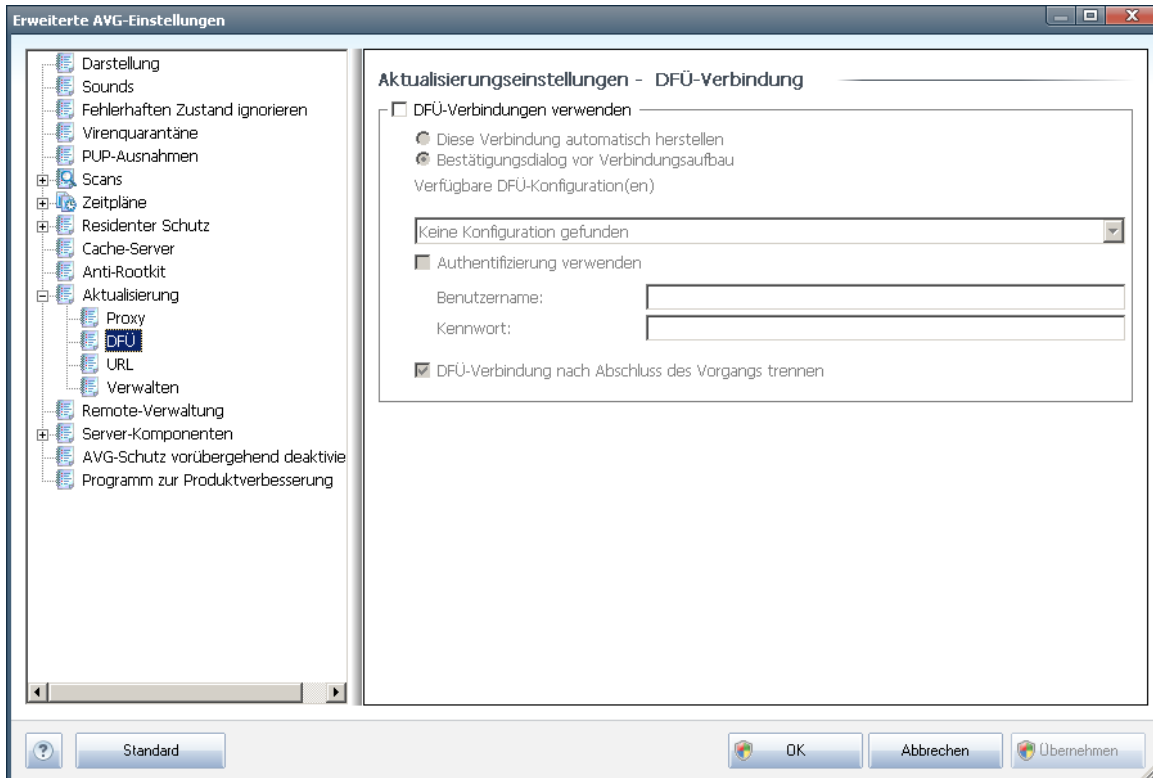 Erweiterte AVG-Einstellungen
Darstellung
Sounds
Fehlerhaften Zustand ignorieren
Virenquarantäne
PUP-Ausnahmen
Scans
Zeitpläne
Residenter Schutz
Cache-Server
Anti-Rootkit
Aktualisierung
Proxy
DFÜ
URL
Verwalten
Remote-Verwaltung
Server-Komponenten
AVG-Schutz vorübergehend deaktivie
Programm zur Produktverbesserung
Aktualisierungseinstellungen - DFÜ-Verbindung
DFÜ-Verbindungen verwenden
Diese Verbindung automatisch herstellen
Bestätigungsdialog vor Verbindungsaufbau
Verfügbare DFÜ-Konfiguration(en)
Keine Konfiguration gefunden
Authentifizierung verwenden
Benutzername:
Kennwort:
DFÜ-Verbindung nach Abschluss des Vorgangs trennen
?
Standard
OK
Abbrechen
Übernehmen